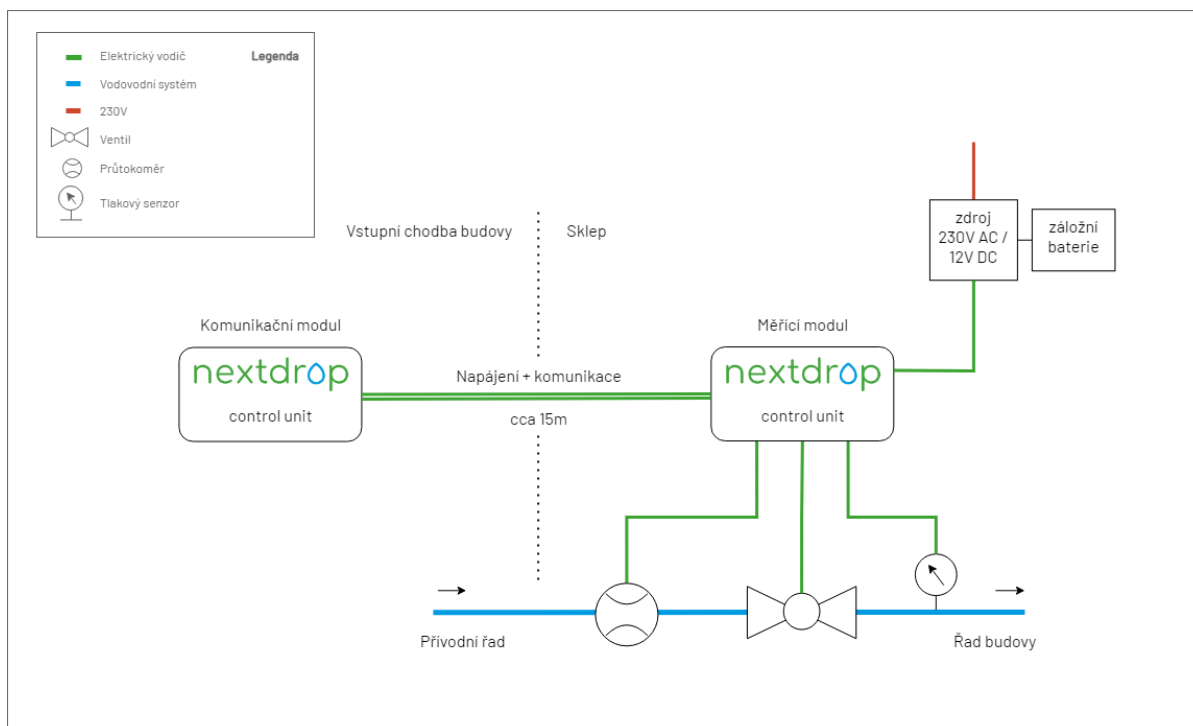 Elektrický vodič
Legenda
Vodovodní systém
230V
Ventil
Průtokoměr
Tlakový senzor
Vstupní chodba budovy
Sklep
zdroj
230V AC /
12V DC
záložní
baterie
Komunikační modul
nextdrop
control unit
Napájení + komunikace
cca 15m
Měřící modul
nextdrop
control unit
Přívodní řad
Řad budovy